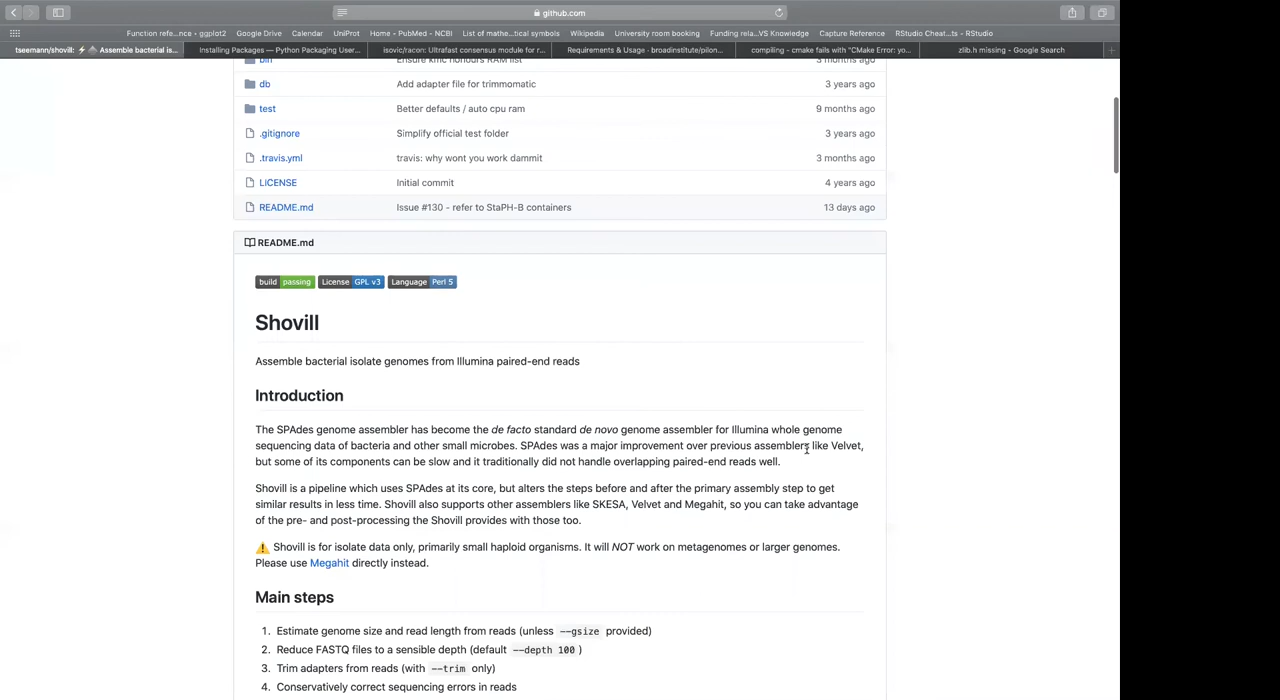 github.com
Function refe...nce • ggplot2 Google Drive Calendar UniProt Home - PubMed - NCBI List of mathe...tical symbols Wikipedia University room booking Funding rela...VS Knowledge Capture Reference RStudio Cheat...ts - RStudio
tseemann/shovill: ⚡ Assemble bacterial is... Installing Packages — Python Packaging User... isovic/racon: Ultrafast consensus module for r... Requirements & Usage · broadinstitute/pilon... compiling - cmake fails with "CMake Error: yo... zlib.h missing - Google Search
bin Ensure kmc honours RAM list 3 months ago
db Add adapter file for trimmomatic 3 years ago
test Better defaults / auto cpu ram 9 months ago
.gitignore Simplify official test folder 3 years ago
.travis.yml travis: why wont you work dammit 3 months ago
LICENSE Initial commit 4 years ago
README.md Issue #130 - refer to StaPH-B containers 13 days ago
README.md
build passing License GPL v3 Language Perl 5
Shovill
Assemble bacterial isolate genomes from Illumina paired-end reads
Introduction
The SPAdes genome assembler has become the de facto standard de novo genome assembler for Illumina whole genome
sequencing data of bacteria and other small microbes. SPAdes was a major improvement over previous assemblers like Velvet,
but some of its components can be slow and it traditionally did not handle overlapping paired-end reads well.
Shovill is a pipeline which uses SPAdes at its core, but alters the steps before and after the primary assembly step to get
similar results in less time. Shovill also supports other assemblers like SKESA, Velvet and Megahit, so you can take advantage
of the pre- and post-processing the Shovill provides with those too.
⚠️ Shovill is for isolate data only, primarily small haploid organisms. It will NOT work on metagenomes or larger genomes.
Please use Megahit directly instead.
Main steps
1. Estimate genome size and read length from reads (unless --gsize provided)
2. Reduce FASTQ files to a sensible depth (default --depth 100 )
3. Trim adapters from reads (with --trim only)
4. Conservatively correct sequencing errors in reads